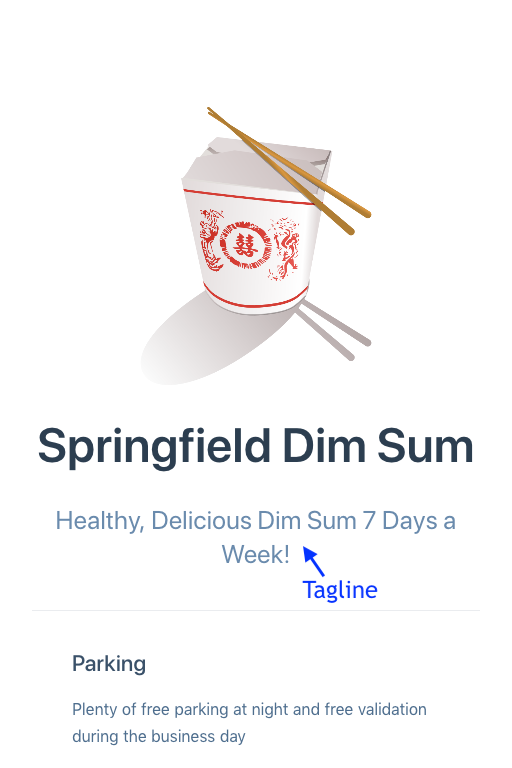 囍
Springfield Dim Sum
Healthy, Delicious Dim Sum 7 Days a
Week!
Tagline
Parking
Plenty of free parking at night and free validation
during the business day